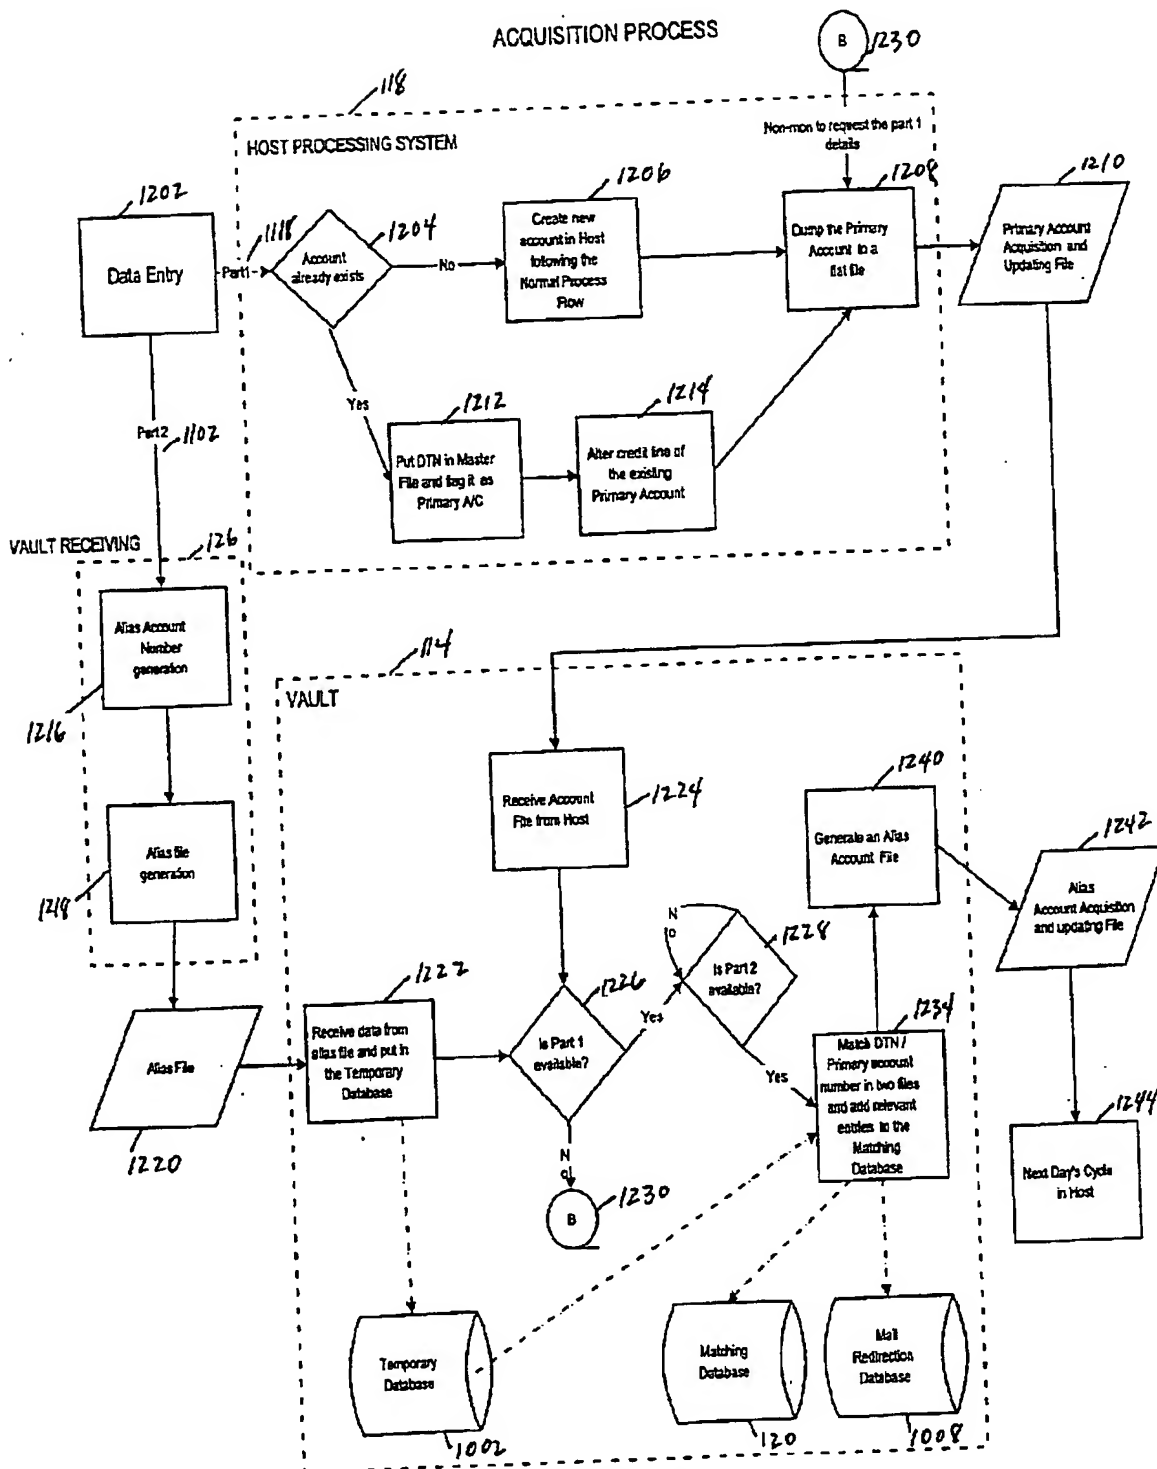 ACQUISITION PROCESS
B
1230
118
Non-mon to request the part 1
details
HOST PROCESSING SYSTEM
1202
1118
1204
1206
1208
1210
Data Entry
Part1
Account
already exists
No
Create new
account in Host
following the
Normal Process
Flow
Dump the Primary
Account to a
flat file
Primary Account
Acquisition and
Updating File
Yes
1212
1214
Part2
1102
Put DTN in Master
File and flag it as
Primary A/C
Alter credit line of
the existing
Primary Account
VAULT RECEIVING
126
Alias Account
Number
generation
1216
114
VAULT
Receive Account
File from Host
1224
1240
Generate an Alias
Account File
1242
Alias
Account Acquistion
and updating File
Alias file
generation
1218
No
1228
Is Part 2
available?
1222
1226
Yes
1234
Receive data from
alias file and put in
the Temporary
Database
Is Part 1
available?
Yes
Match DTN /
Primary account
number in two files
and add relevant
entries to the
Matching
Database
Alias File
1220
1244
Next Day's Cycle
in Host
No
B
1230
Temporary
Database
Matching
Database
Mail
Redirection
Database
1002
120
1008